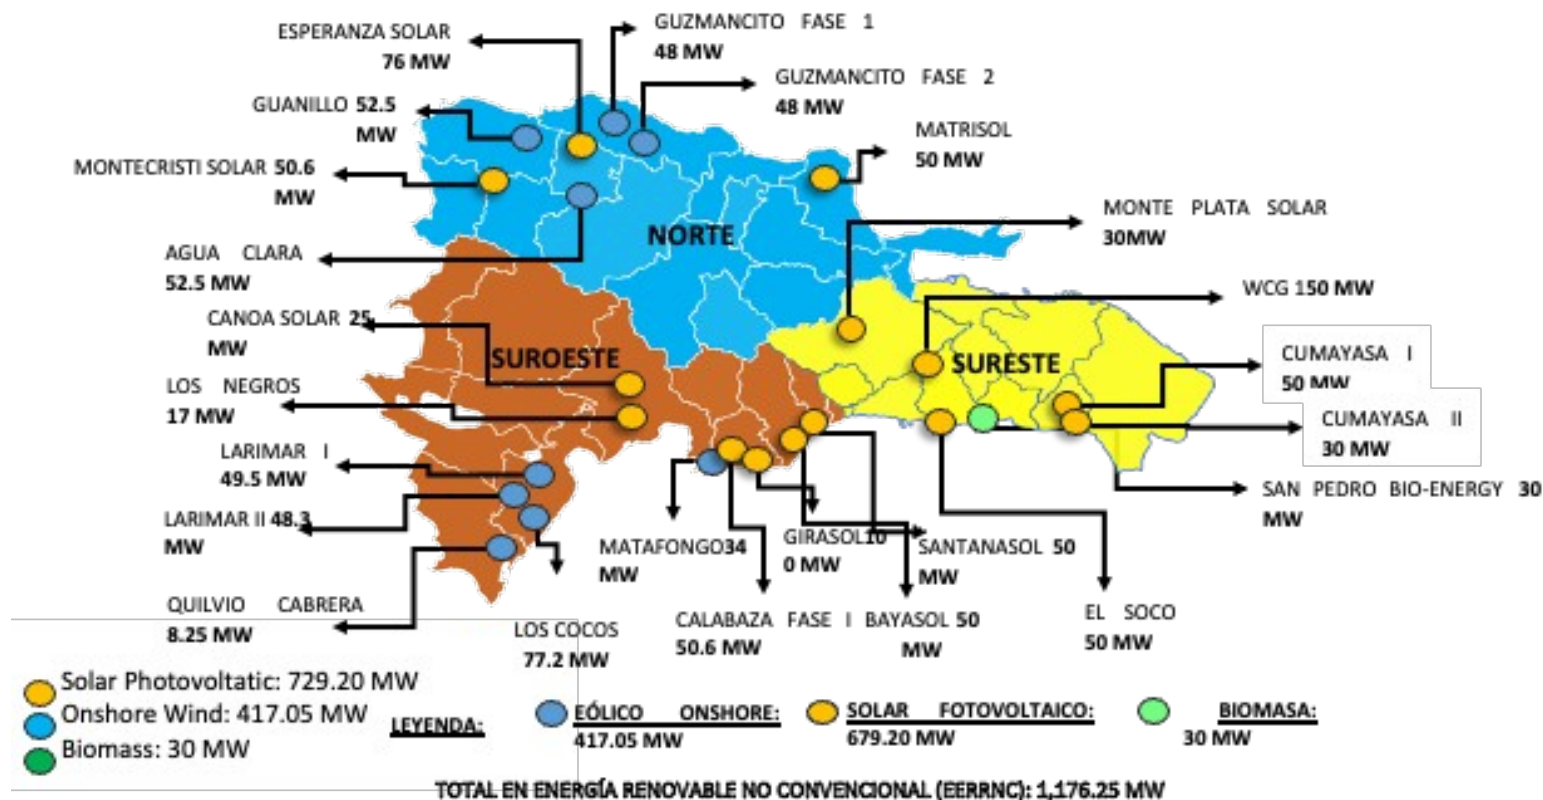 ESPERANZA SOLAR
76 MW
GUZMANCITO FASE 1
48 MW
GUZMANCITO FASE 2
48 MW
GUANILLO 52.5
MW
MATRISOL
50 MW
MONTECRISTI SOLAR 50.6
MW
MONTE PLATA SOLAR
30MW
NORTE
AGUA CLARA
52.5 MW
WCG 150 MW
CANOA SOLAR 25
MW
SUROESTE
SURESTE
CUMAYASA I
50 MW
LOS NEGROS
17 MW
CUMAYASA II
30 MW
LARIMAR I
49.5 MW
SAN PEDRO BIO-ENERGY 30
MW
LARIMAR II 48.3
MW
MATAFONGO34
MW
GIRASOL10
0 MW
SANTANASOL 50
MW
QUILVIO CABRERA
8.25 MW
LOS COCOS
77.2 MW
CALABAZA FASE I
50.6 MW
BAYASOL 50
MW
EL SOCO
50 MW
Solar Photovoltatic: 729.20 MW
Onshore Wind: 417.05 MW
Biomass: 30 MW
LEYENDA:
EÓLICO ONSHORE:
417.05 MW
SOLAR FOTOVOLTAICO:
679.20 MW
BIOMASA:
30 MW
TOTAL EN ENERGÍA RENOVABLE NO CONVENCIONAL (EERRNC): 1,176.25 MW